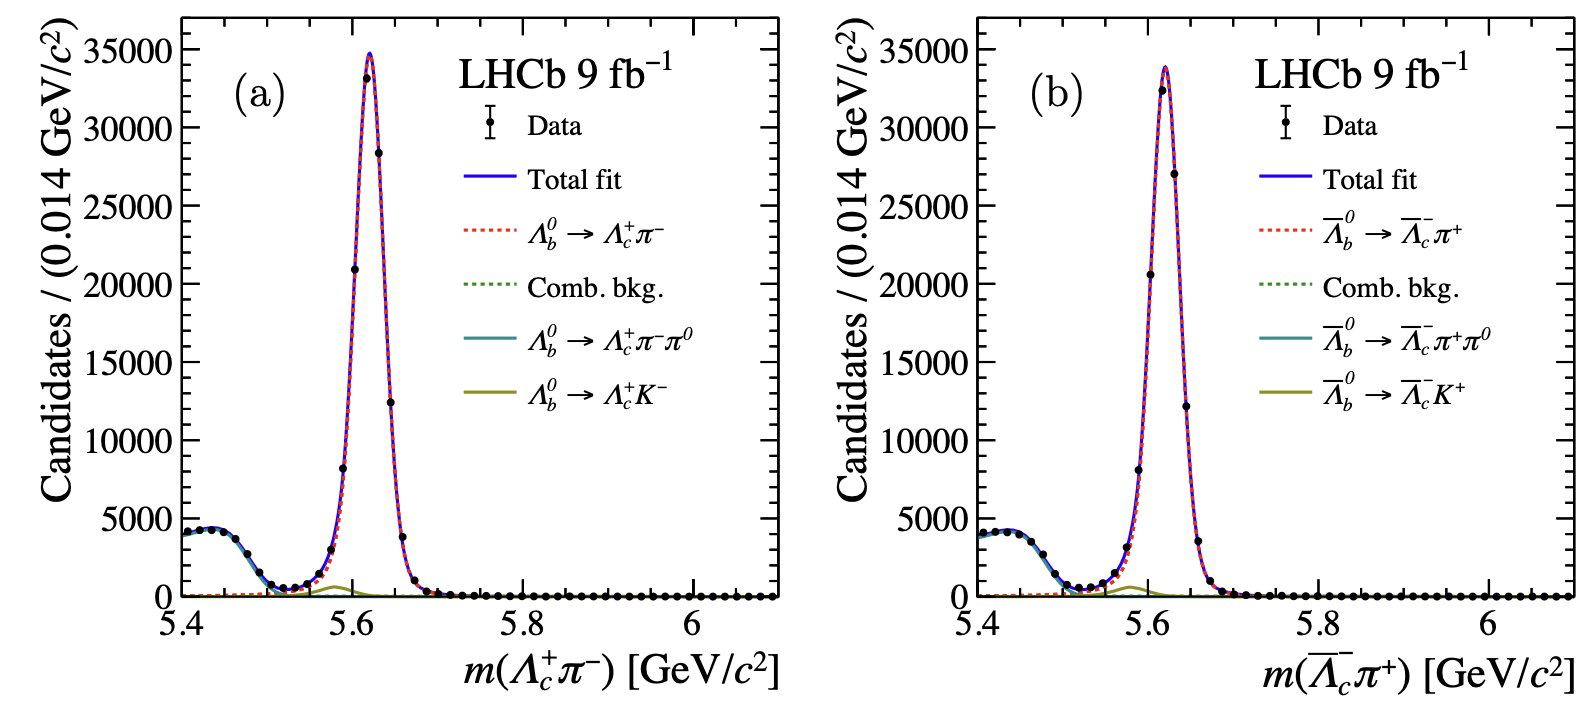 35000
30000
25000
20000
15000
10000
5000
0
5.4
5.6
5.8
6
Candidates / (0.014 GeV/c²)
m(Λc⁺π⁻) [GeV/c²]
(a)
LHCb 9 fb⁻¹
Data
Total fit
Λb⁰ → Λc⁺π⁻
Comb. bkg.
Λb⁰ → Λc⁺π⁻π⁰
Λb⁰ → Λc⁺K⁻
35000
30000
25000
20000
15000
10000
5000
0
5.4
5.6
5.8
6
Candidates / (0.014 GeV/c²)
m(Λ̅c⁻π⁺) [GeV/c²]
(b)
LHCb 9 fb⁻¹
Data
Total fit
Λ̅b⁰ → Λ̅c⁻π⁺
Comb. bkg.
Λ̅b⁰ → Λ̅c⁻π⁺π⁰
Λ̅b⁰ → Λ̅c⁻K⁺